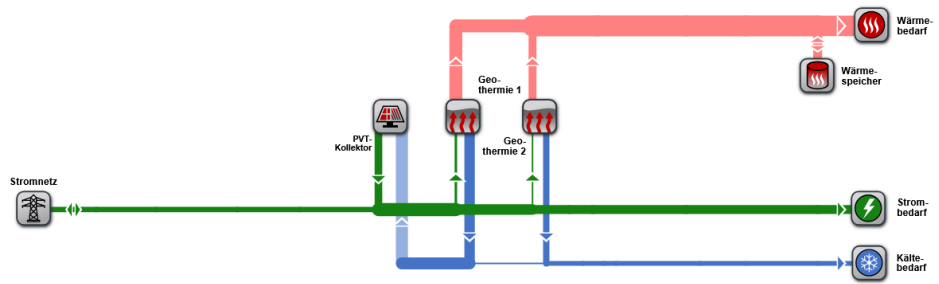 Wärme-
bedarf
Wärme-
speicher
Geo-
thermie 1
PVT-
Kollektor
Geo-
thermie 2
Stromnetz
Strom-
bedarf
Kälte-
bedarf